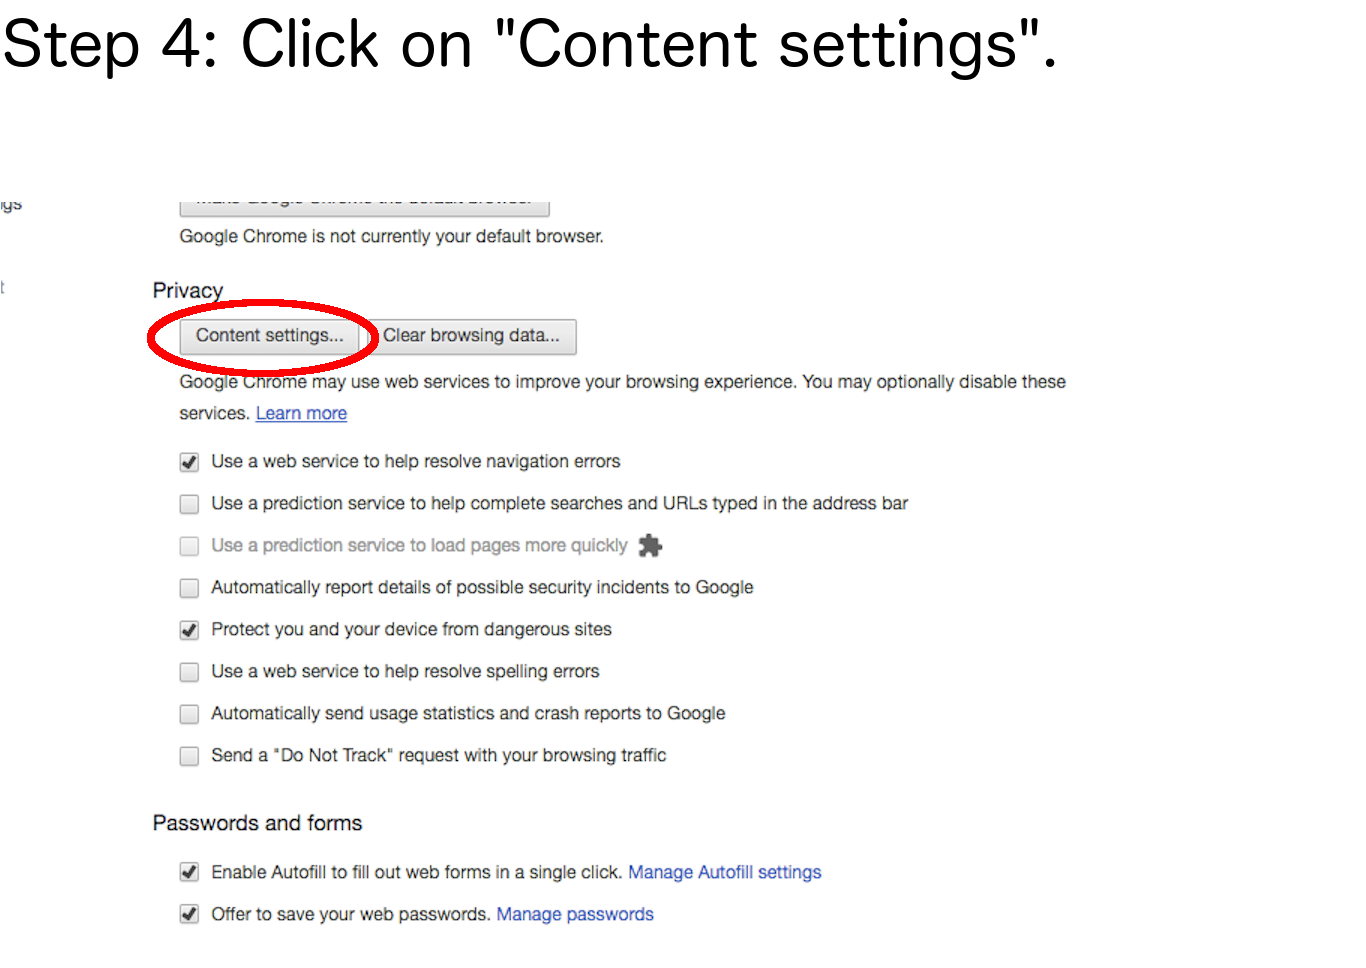 Step 4: Click on "Content settings".
Make Google Chrome the default browser
Google Chrome is not currently your default browser.
Privacy
Content settings... Clear browsing data...
Google Chrome may use web services to improve your browsing experience. You may optionally disable these
services. Learn more
Use a web service to help resolve navigation errors
Use a prediction service to help complete searches and URLs typed in the address bar
Use a prediction service to load pages more quickly
Automatically report details of possible security incidents to Google
Protect you and your device from dangerous sites
Use a web service to help resolve spelling errors
Automatically send usage statistics and crash reports to Google
Send a "Do Not Track" request with your browsing traffic
Passwords and forms
Enable Autofill to fill out web forms in a single click. Manage Autofill settings
Offer to save your web passwords. Manage passwords